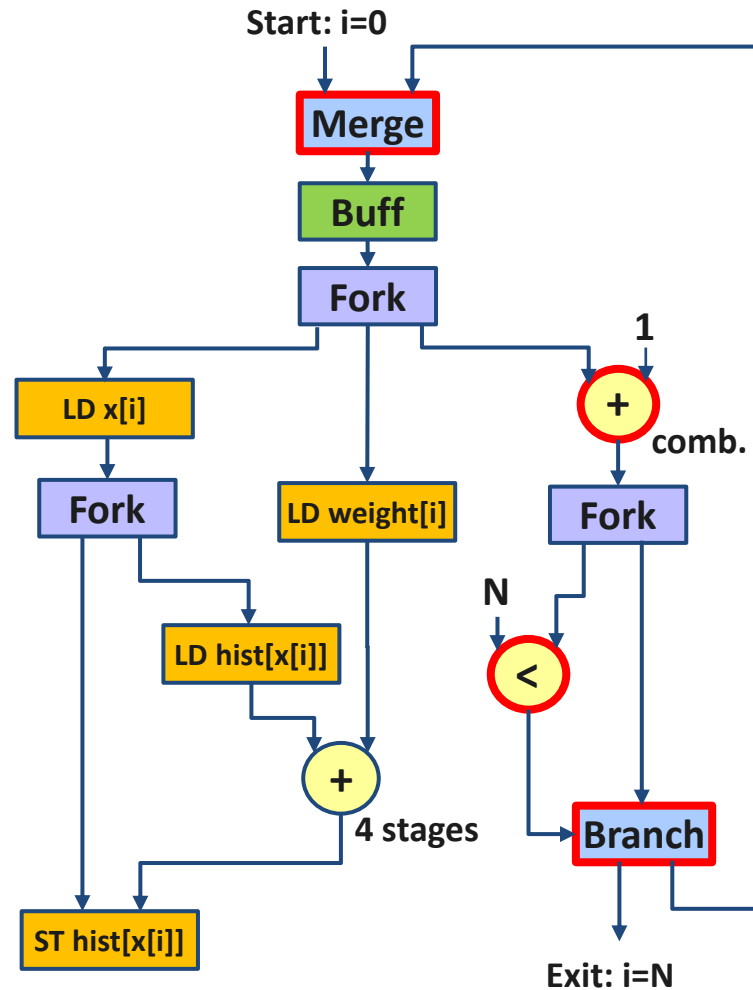 Start: i=0
Merge
Buff
Fork
1
LD x[i]
+
comb.
Fork
LD weight[i]
Fork
N
LD hist[x[i]]
<
+
4 stages
Branch
ST hist[x[i]]
Exit: i=N